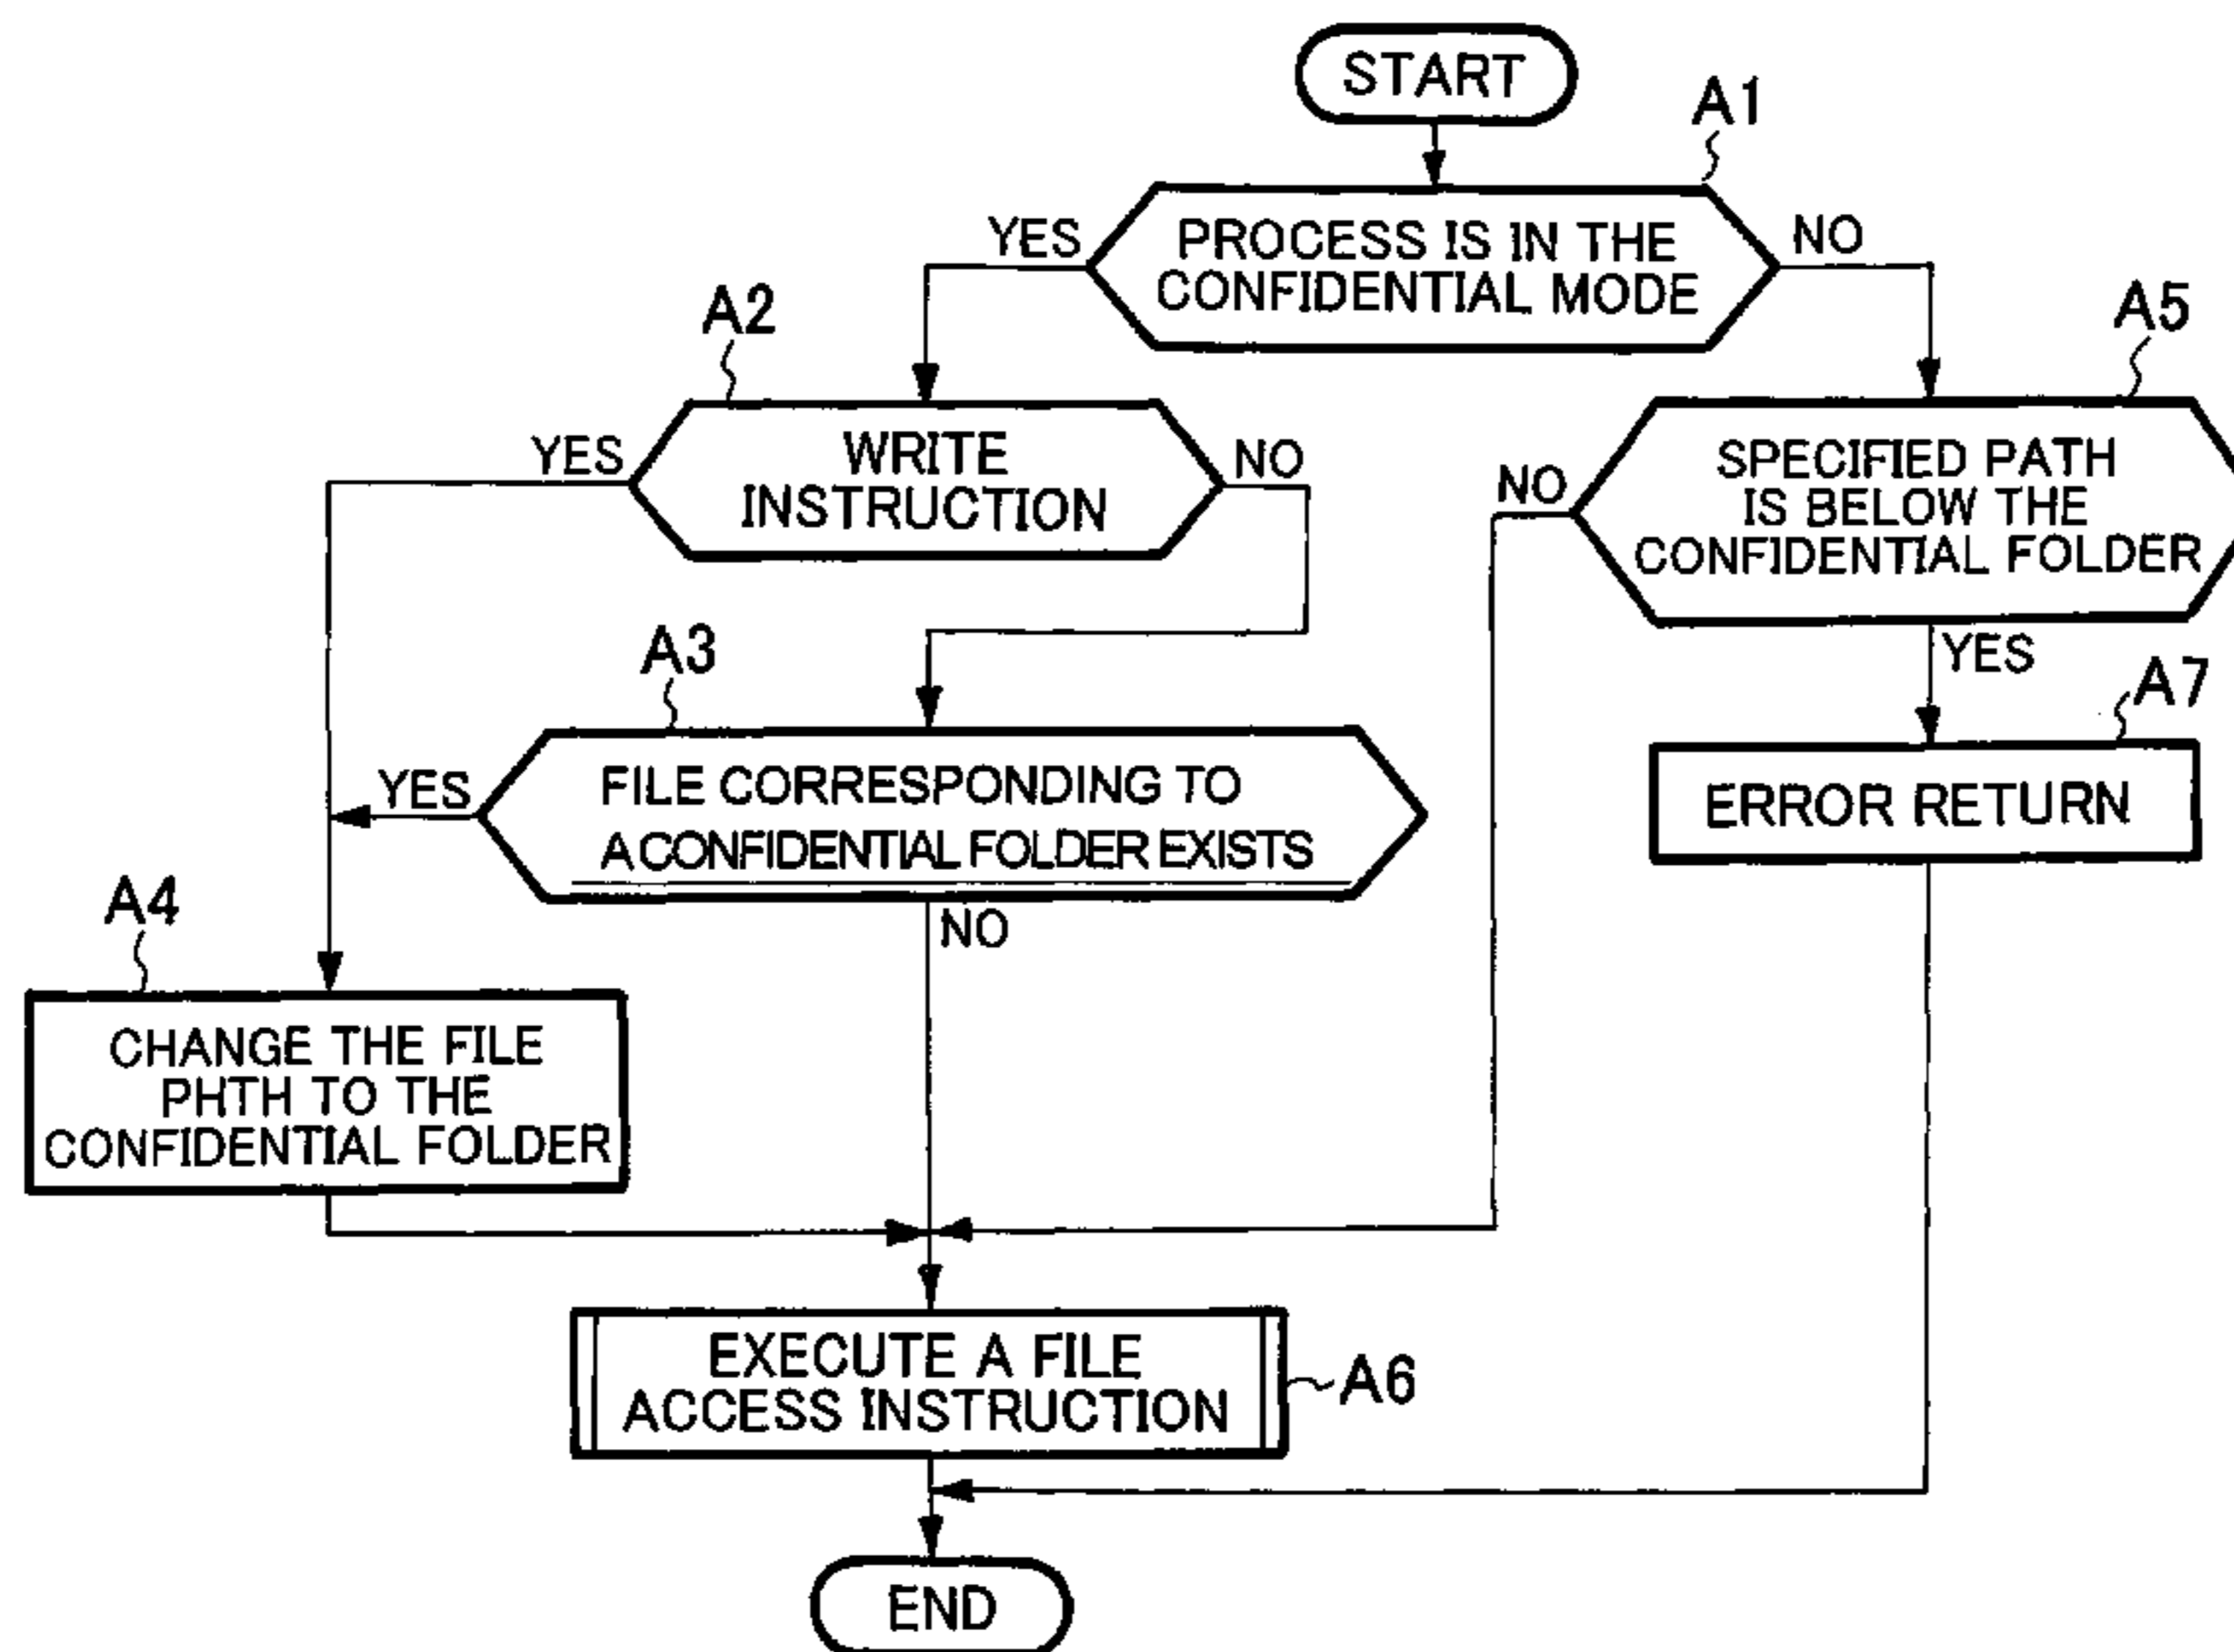 START
A1
PROCESS IS IN THE
CONFIDENTIAL MODE
YES
NO
A2
WRITE
INSTRUCTION
YES
NO
A5
SPECIFIED PATH
IS BELOW THE
CONFIDENTIAL FOLDER
NO
YES
A3
FILE CORRESPONDING TO
A CONFIDENTIAL FOLDER EXISTS
YES
NO
A7
ERROR RETURN
A4
CHANGE THE FILE
PHTH TO THE
CONFIDENTIAL FOLDER
EXECUTE A FILE
ACCESS INSTRUCTION
A6
END